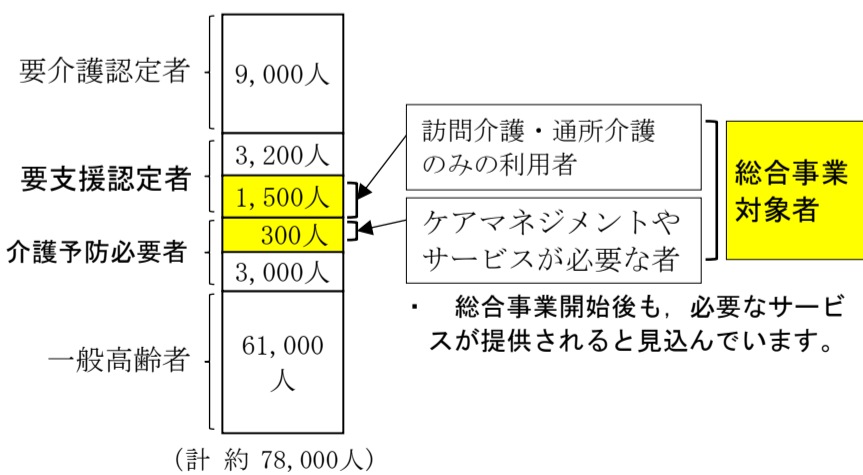 要介護認定者
9,000人
要支援認定者
3,200人
1,500人
介護予防必要者
300人
3,000人
一般高齢者
61,000
人
(計 約 78,000人)
訪問介護・通所介護
のみの利用者
ケアマネジメントや
サービスが必要な者
総合事業
対象者
・ 総合事業開始後も，必要なサービ
スが提供されると見込んでいます。